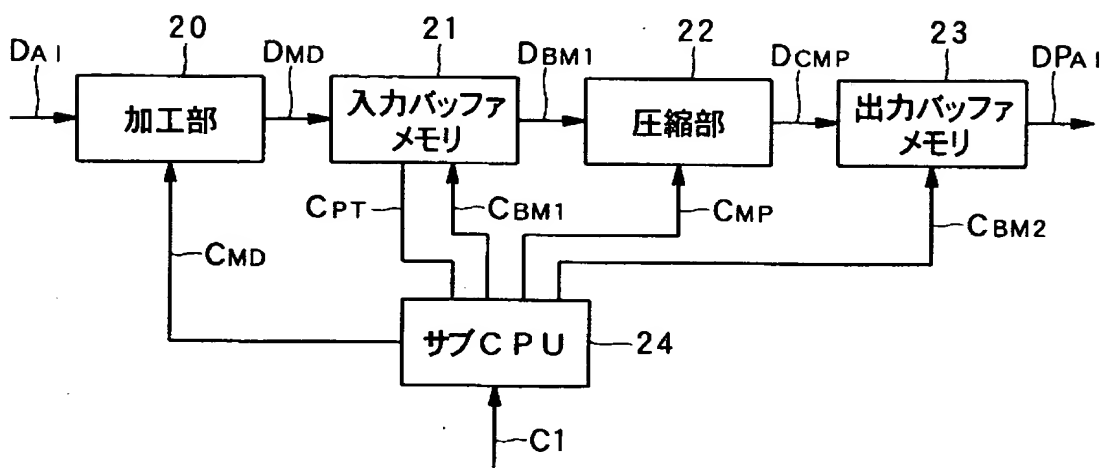 20
21
22
23
DAI
DMD
DBM1
DCMP
DPAI
加工部
入力バッファ
メモリ
圧縮部
出力バッファ
メモリ
CPT
CBM1
CMP
CBM2
CMD
サブCPU
24
C1